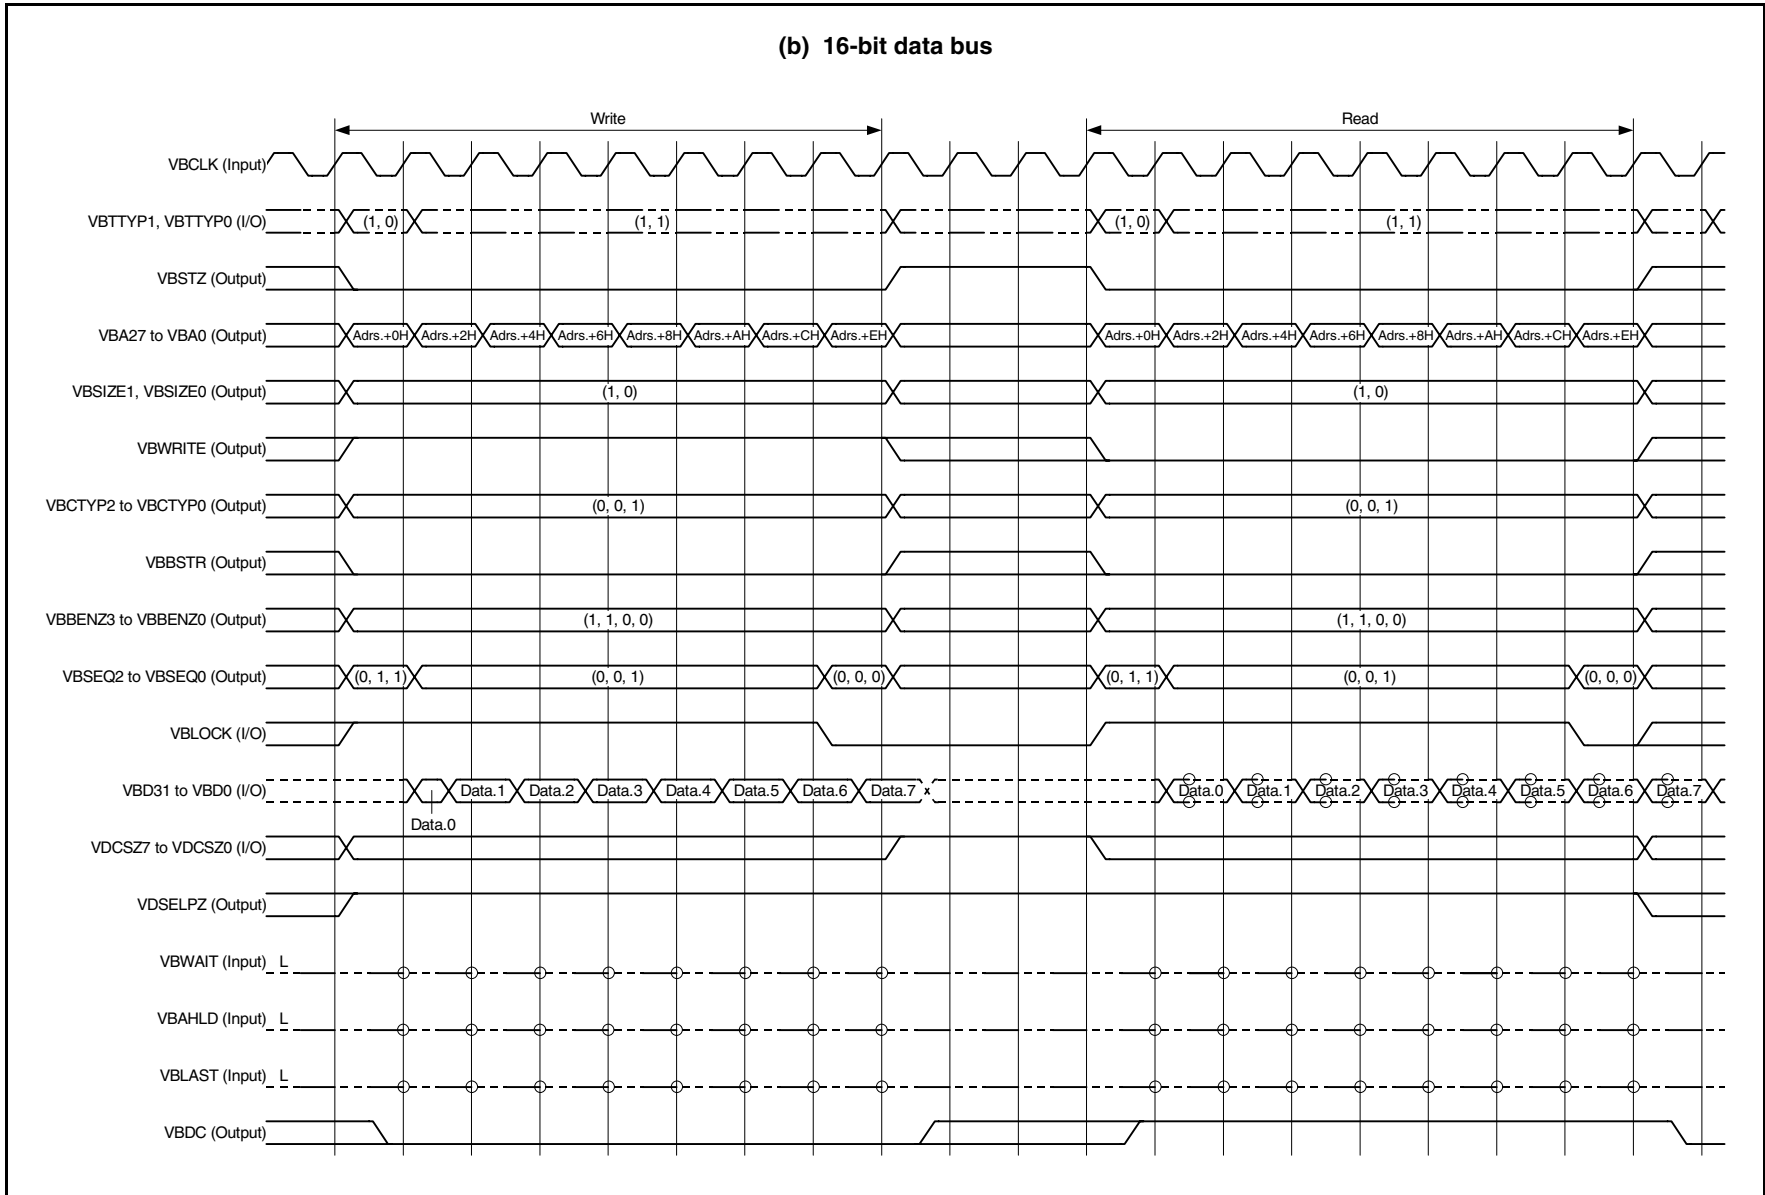 (b) 16-bit data bus
Write Read
VBCLK (Input)
VBTTYP1, VBTTYP0 (I/O) (1, 0) (1, 1) (1, 0) (1, 1)
VBSTZ (Output)
VBA27 to VBA0 (Output) Adrs.+0H Adrs.+2H Adrs.+4H Adrs.+6H Adrs.+8H Adrs.+AH Adrs.+CH Adrs.+EH Adrs.+0H Adrs.+2H Adrs.+4H Adrs.+6H Adrs.+8H Adrs.+AH Adrs.+CH Adrs.+EH
VBSIZE1, VBSIZE0 (Output) (1, 0) (1, 0)
VBWRITE (Output)
VBCTYP2 to VBCTYP0 (Output) (0, 0, 1) (0, 0, 1)
VBBSTR (Output)
VBBENZ3 to VBBENZ0 (Output) (1, 1, 0, 0) (1, 1, 0, 0)
VBSEQ2 to VBSEQ0 (Output) (0, 1, 1) (0, 0, 1) (0, 0, 0) (0, 1, 1) (0, 0, 1) (0, 0, 0)
VBLOCK (I/O)
VBD31 to VBD0 (I/O) Data.1 Data.2 Data.3 Data.4 Data.5 Data.6 Data.7 Data.0 Data.1 Data.2 Data.3 Data.4 Data.5 Data.6 Data.7
Data.0
VDCSZ7 to VDCSZ0 (I/O)
VDSELPZ (Output)
VBWAIT (Input) L
VBAHLD (Input) L
VBLAST (Input) L
VBDC (Output)